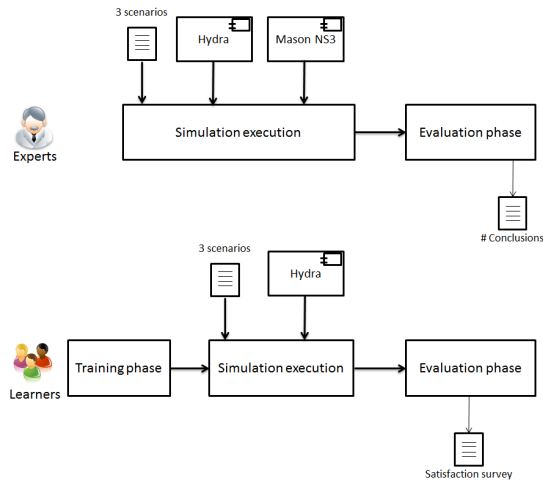 3 scenarios
Hydra
Mason NS3
Experts
Simulation execution
Evaluation phase
# Conclusions
3 scenarios
Hydra
Learners
Training phase
Simulation execution
Evaluation phase
Satisfaction survey